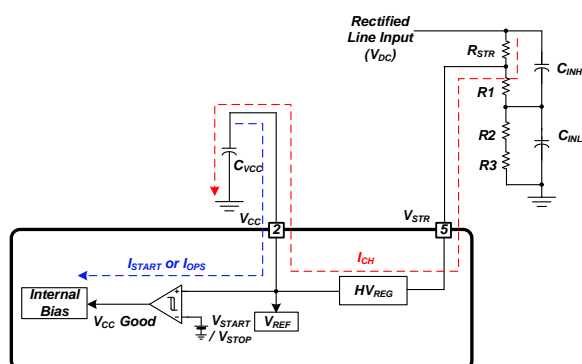 Rectified
Line Input
(VDC)
RSTR
R1
CINH
R2
R3
CINL
CVCC
VCC
2
VSTR
5
ISTART or IOPS
ICH
Internal
Bias
VCC Good
+
−
VSTART
/ VSTOP
VREF
HVREG